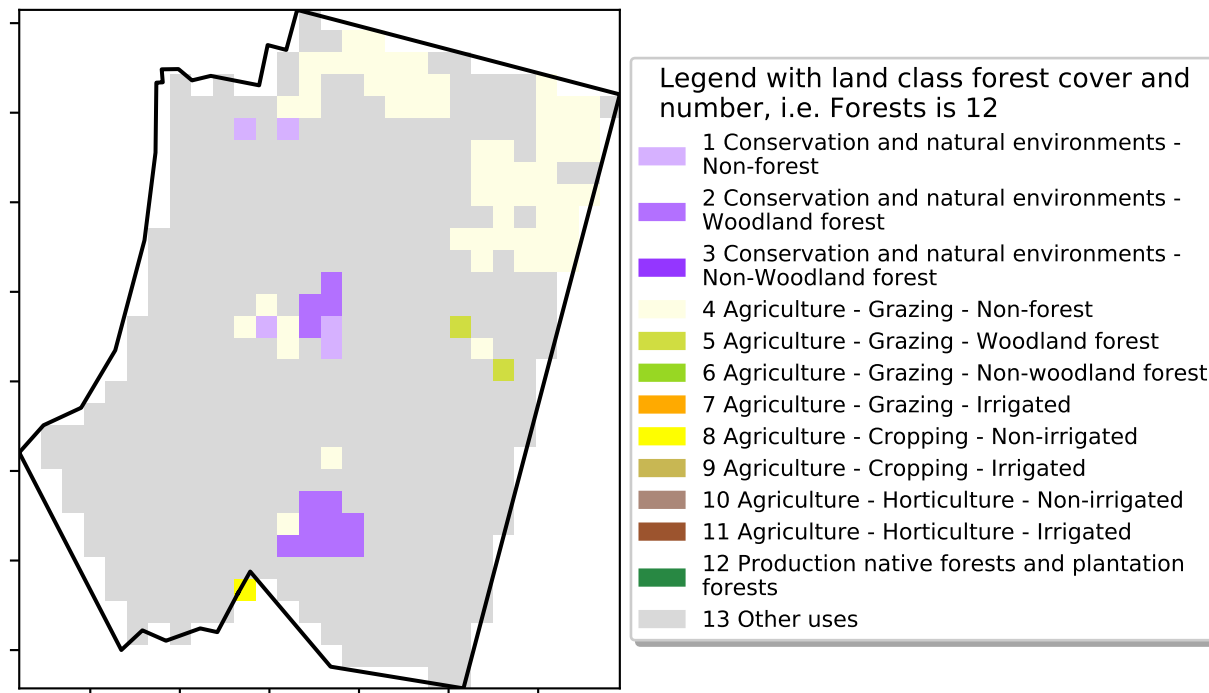 Legend with land class forest cover and
number, i.e. Forests is 12
1 Conservation and natural environments -
Non-forest
2 Conservation and natural environments -
Woodland forest
3 Conservation and natural environments -
Non-Woodland forest
4 Agriculture - Grazing - Non-forest
5 Agriculture - Grazing - Woodland forest
6 Agriculture - Grazing - Non-woodland forest
7 Agriculture - Grazing - Irrigated
8 Agriculture - Cropping - Non-irrigated
9 Agriculture - Cropping - Irrigated
10 Agriculture - Horticulture - Non-irrigated
11 Agriculture - Horticulture - Irrigated
12 Production native forests and plantation
forests
13 Other uses